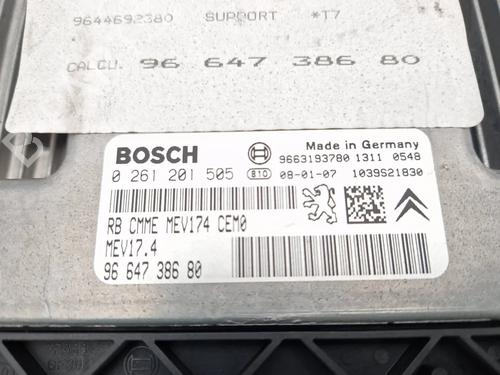 9644692380 SUPPORT *T7
CALCU. 96 647 386 80
BOSCH
Made in Germany
9663193780 1311 0548
0 261 201 505 810 08-01-07 1039S21830
RB CMME MEV174 CEM0
MEV17.4
96 647 386 80